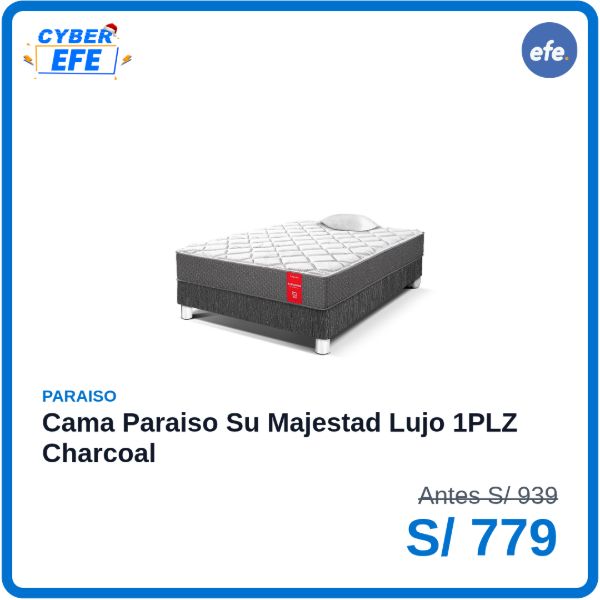 CYBER
EFE
efe.
PARAISO
Cama Paraiso Su Majestad Lujo 1PLZ
Charcoal
Antes S/ 939
S/ 779